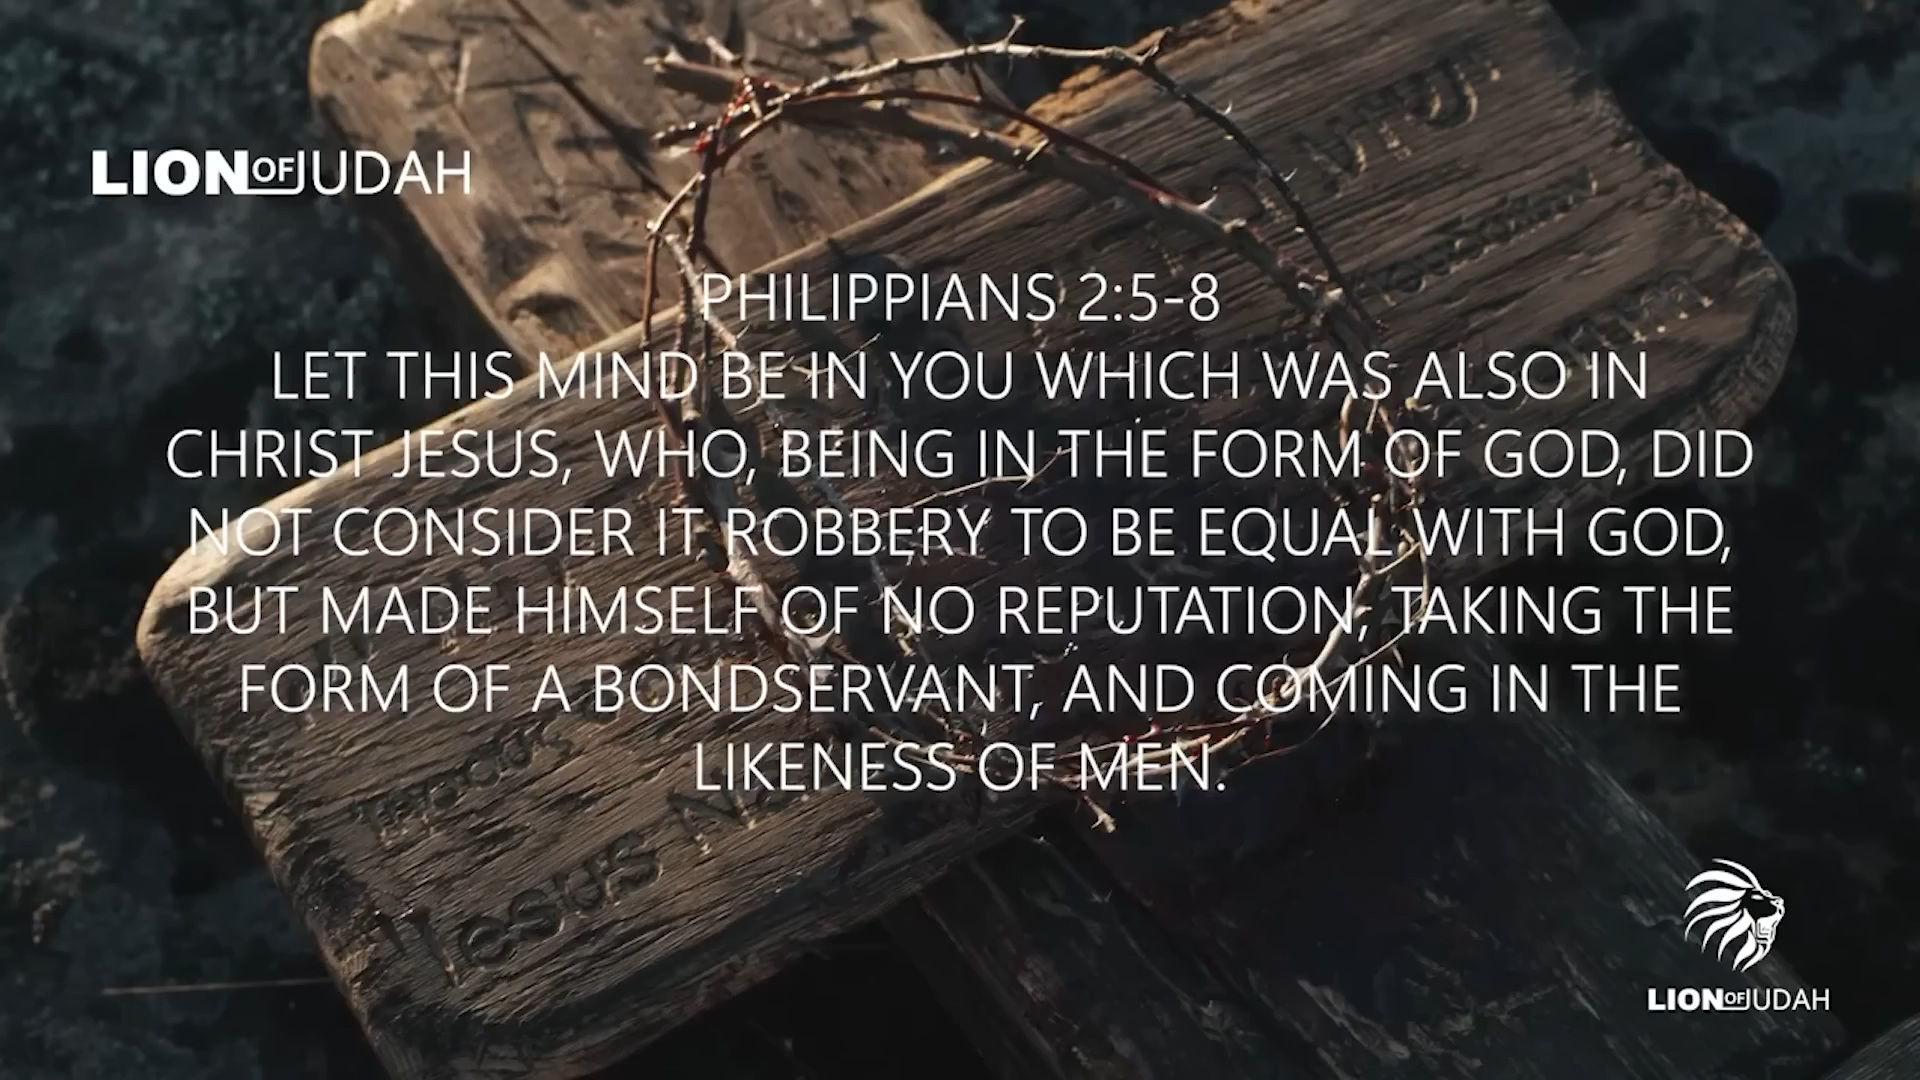 LION OF JUDAH
PHILIPPIANS 2:5-8
LET THIS MIND BE IN YOU WHICH WAS ALSO IN
CHRIST JESUS, WHO, BEING IN THE FORM OF GOD, DID
NOT CONSIDER IT ROBBERY TO BE EQUAL WITH GOD,
BUT MADE HIMSELF OF NO REPUTATION, TAKING THE
FORM OF A BONDSERVANT, AND COMING IN THE
LIKENESS OF MEN.
Jesus
LION OF JUDAH